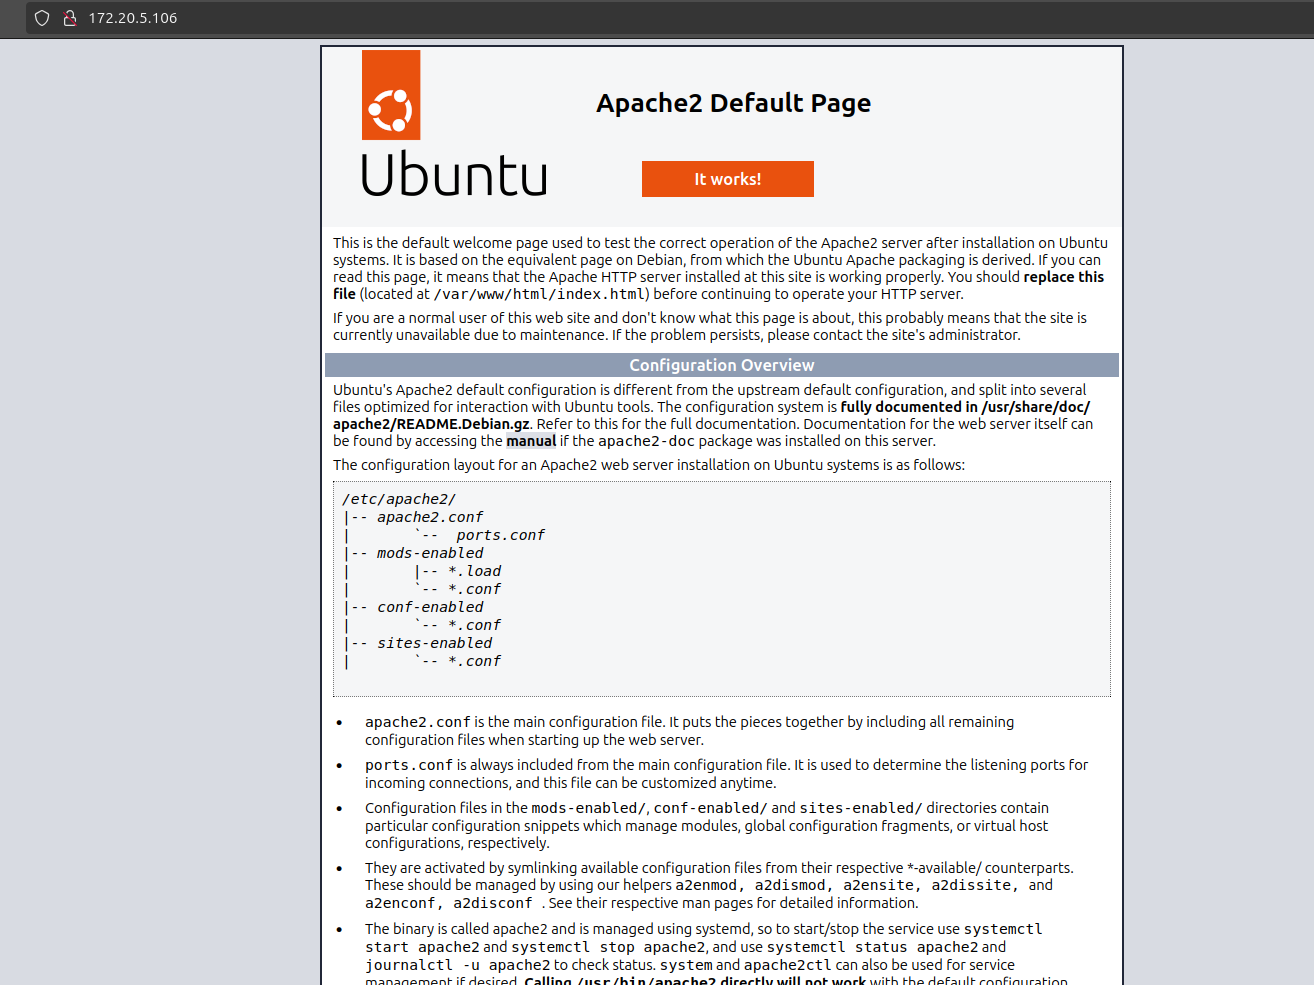 172.20.5.106
Apache2 Default Page
Ubuntu
It works!
This is the default welcome page used to test the correct operation of the Apache2 server after installation on Ubuntu
systems. It is based on the equivalent page on Debian, from which the Ubuntu Apache packaging is derived. If you can
read this page, it means that the Apache HTTP server installed at this site is working properly. You should replace this
file (located at /var/www/html/index.html) before continuing to operate your HTTP server.
If you are a normal user of this web site and don't know what this page is about, this probably means that the site is
currently unavailable due to maintenance. If the problem persists, please contact the site's administrator.
Configuration Overview
Ubuntu's Apache2 default configuration is different from the upstream default configuration, and split into several
files optimized for interaction with Ubuntu tools. The configuration system is fully documented in /usr/share/doc/
apache2/README.Debian.gz. Refer to this for the full documentation. Documentation for the web server itself can
be found by accessing the manual if the apache2-doc package was installed on this server.
The configuration layout for an Apache2 web server installation on Ubuntu systems is as follows:
/etc/apache2/
|-- apache2.conf
|       `--  ports.conf
|-- mods-enabled
|       |-- *.load
|       `-- *.conf
|-- conf-enabled
|       `-- *.conf
|-- sites-enabled
|       `-- *.conf
• apache2.conf is the main configuration file. It puts the pieces together by including all remaining
configuration files when starting up the web server.
• ports.conf is always included from the main configuration file. It is used to determine the listening ports for
incoming connections, and this file can be customized anytime.
• Configuration files in the mods-enabled/, conf-enabled/ and sites-enabled/ directories contain
particular configuration snippets which manage modules, global configuration fragments, or virtual host
configurations, respectively.
• They are activated by symlinking available configuration files from their respective *-available/ counterparts.
These should be managed by using our helpers a2enmod, a2dismod, a2ensite, a2dissite, and
a2enconf, a2disconf . See their respective man pages for detailed information.
• The binary is called apache2 and is managed using systemd, so to start/stop the service use systemctl
start apache2 and systemctl stop apache2, and use systemctl status apache2 and
journalctl -u apache2 to check status. system and apache2ctl can also be used for service
management if desired. Calling /usr/bin/apache2 directly will not work with the default configuration.